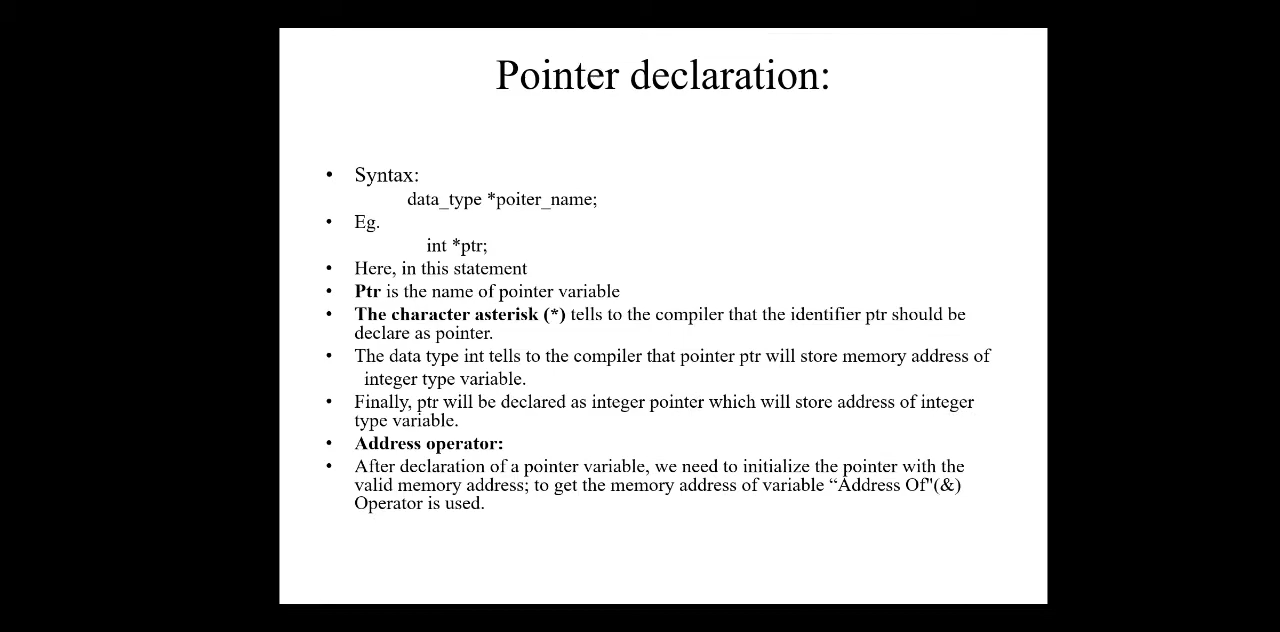 Pointer declaration:
• Syntax:
data_type *poiter_name;
• Eg.
int *ptr;
• Here, in this statement
• Ptr is the name of pointer variable
• The character asterisk (*) tells to the compiler that the identifier ptr should be
declare as pointer.
• The data type int tells to the compiler that pointer ptr will store memory address of
integer type variable.
• Finally, ptr will be declared as integer pointer which will store address of integer
type variable.
• Address operator:
• After declaration of a pointer variable, we need to initialize the pointer with the
valid memory address; to get the memory address of variable “Address Of"(&)
Operator is used.